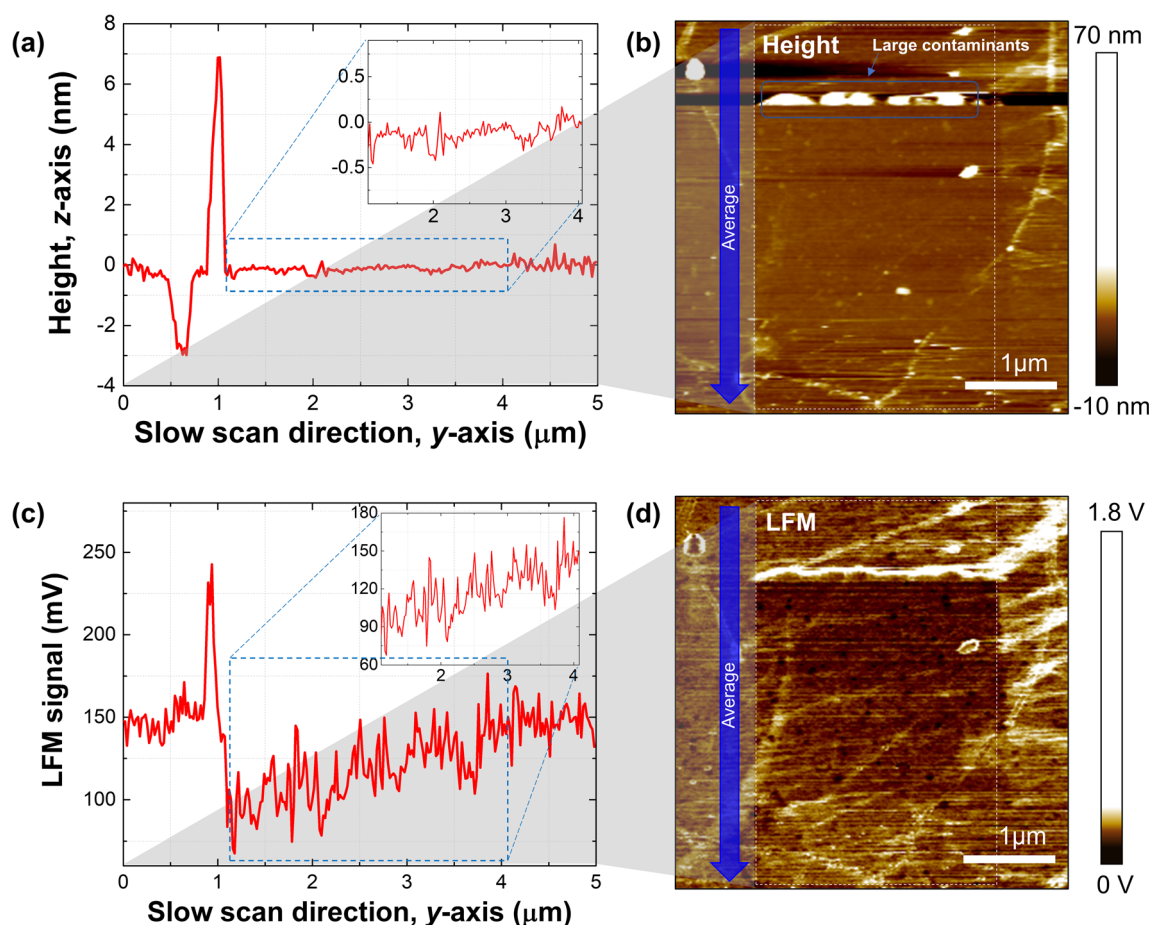 (a)
8
6
4
2
0
-2
-4
Height, z-axis (nm)
0.5
0.0
-0.5
2
3
4
0
1
2
3
4
5
Slow scan direction, y-axis (μm)
(b)
Height
Large contaminants
Average
1μm
70 nm
-10 nm
(c)
250
200
150
100
LFM signal (mV)
180
150
120
90
60
2
3
4
0
1
2
3
4
5
Slow scan direction, y-axis (μm)
(d)
LFM
Average
1μm
1.8 V
0 V